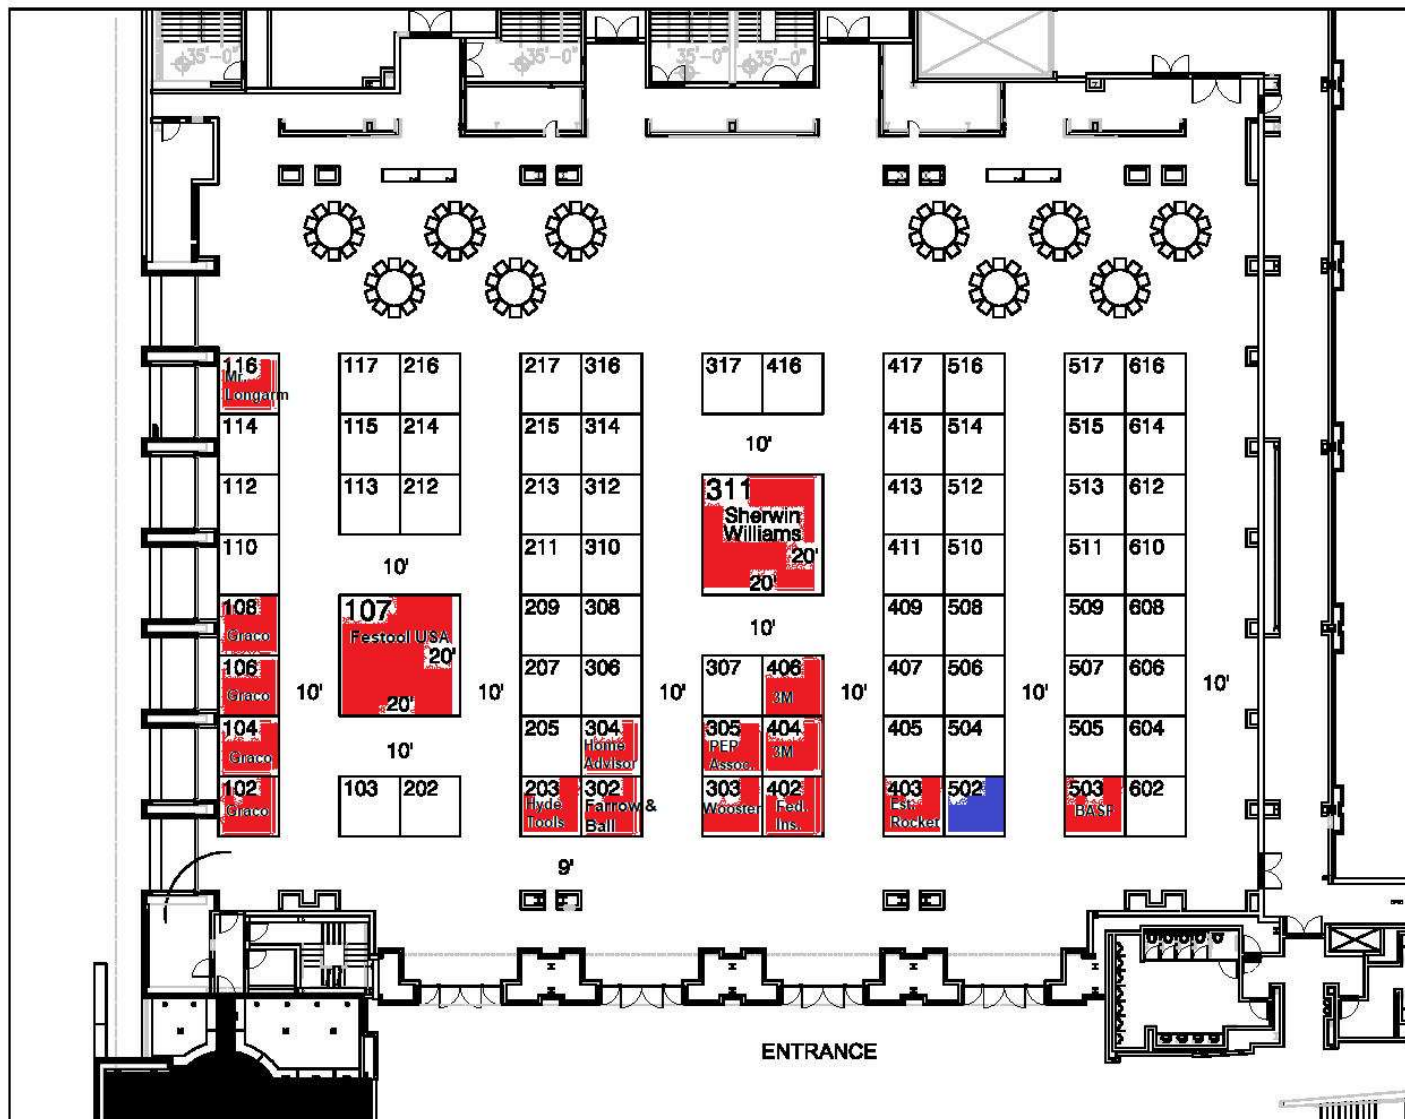 35'-0" 35'-0" 35'-0" 35'-0"
116 117 216 217 316 317 416 417 516 517 616
Mr.
Longarm
114 115 214 215 314 415 514 515 614
10'
112 113 212 213 312 311 413 512 513 612
Sherwin
Williams
20'
20'
110 211 310 411 510 511 610
10'
108 107 209 308 409 508 509 608
Graco Festool USA 10'
20'
106 207 306 307 406 407 506 507 606
Graco 3M
10' 20' 10' 10' 10' 10' 10'
104 205 304 305 404 405 504 505 604
Graco Home PEP 3M
Advisor Assoc.
10'
102 103 202 203 302 303 402 403 502 503 602
Graco Hyde Farrow & Wooster Fed. Est. BASF
Tools Ball Ins. Rocket
9'
ENTRANCE